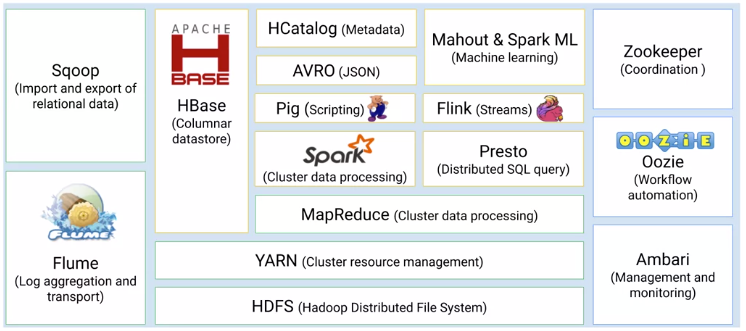 Sqoop
(Import and export of
relational data)
Flume
Flume
(Log aggregation and
transport)
APACHE
HBASE
HBase
(Columnar
datastore)
HCatalog (Metadata)
AVRO (JSON)
Pig (Scripting)
Spark
(Cluster data processing)
Mahout & Spark ML
(Machine learning)
Flink (Streams)
Presto
(Distributed SQL query)
MapReduce (Cluster data processing)
YARN (Cluster resource management)
HDFS (Hadoop Distributed File System)
Zookeeper
(Coordination )
OOZIE
Oozie
(Workflow
automation)
Ambari
(Management and
monitoring)